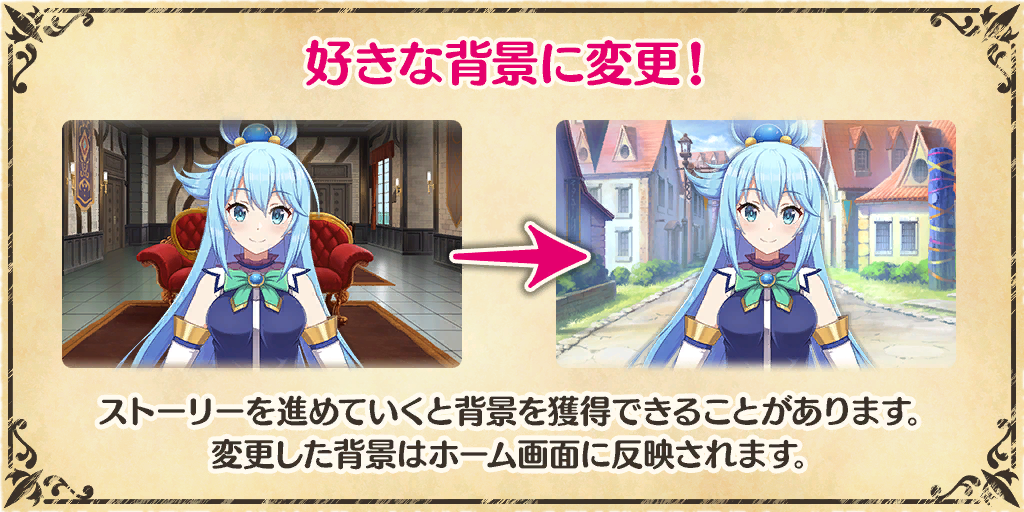 好きな背景に変更!
ストーリーを進めていくと背景を獲得できることがあります。
変更した背景はホーム画面に反映されます。